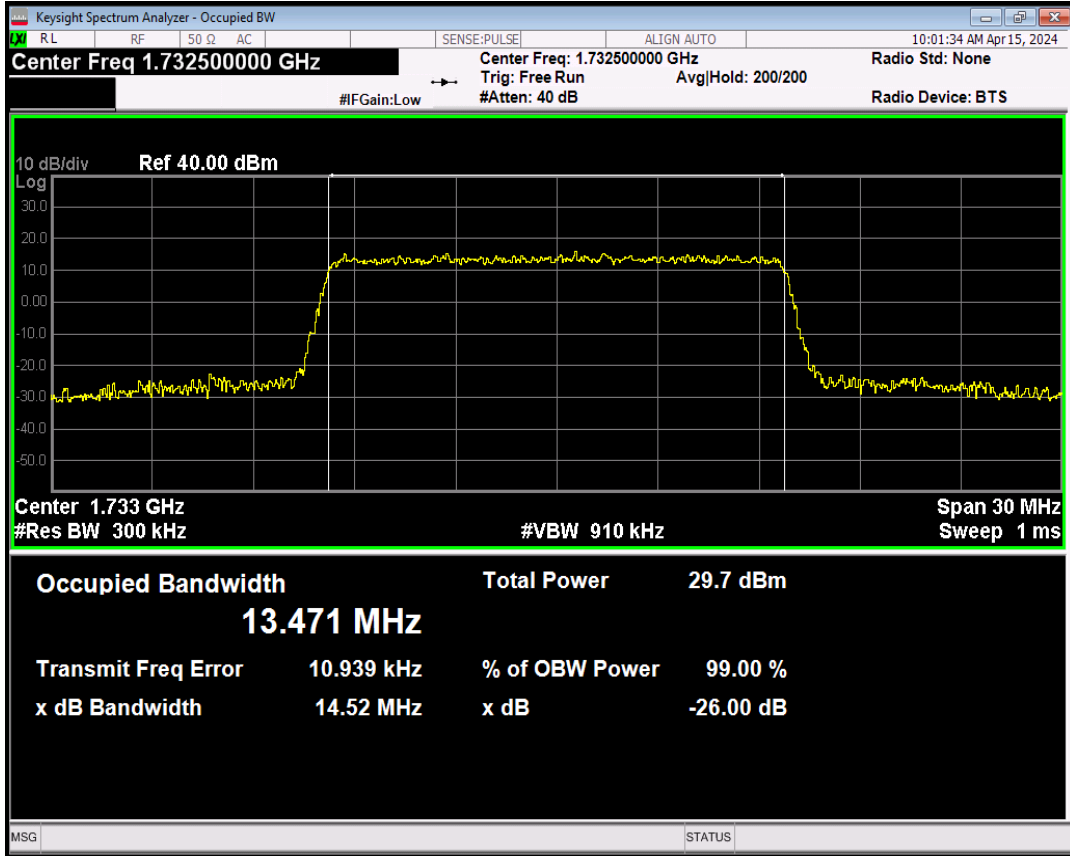 Keysight Spectrum Analyzer - Occupied BW
LXI RL RF 50 Ω AC SENSE:PULSE ALIGN AUTO 10:01:34 AM Apr 15, 2024
Center Freq 1.732500000 GHz
Center Freq: 1.732500000 GHz
Radio Std: None
Trig: Free Run Avg|Hold: 200/200
#IFGain:Low
#Atten: 40 dB
Radio Device: BTS
10 dB/div Ref 40.00 dBm
Log
30.0
20.0
10.0
0.00
-10.0
-20.0
-30.0
-40.0
-50.0
Center 1.733 GHz Span 30 MHz
#Res BW 300 kHz #VBW 910 kHz Sweep 1 ms
Occupied Bandwidth Total Power 29.7 dBm
13.471 MHz
Transmit Freq Error 10.939 kHz % of OBW Power 99.00 %
x dB Bandwidth 14.52 MHz x dB -26.00 dB
MSG STATUS